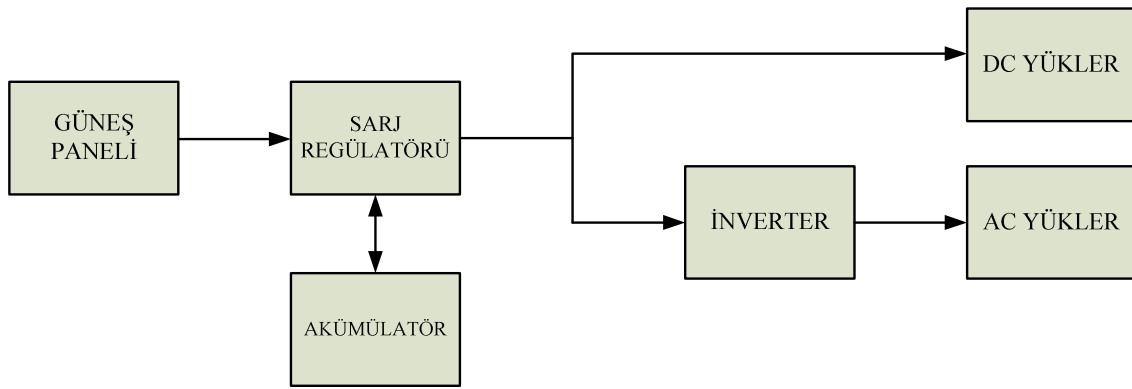 GÜNEŞ
PANELİ
SARJ
REGÜLATÖRÜ
AKÜMÜLATÖR
İNVERTER
DC YÜKLER
AC YÜKLER